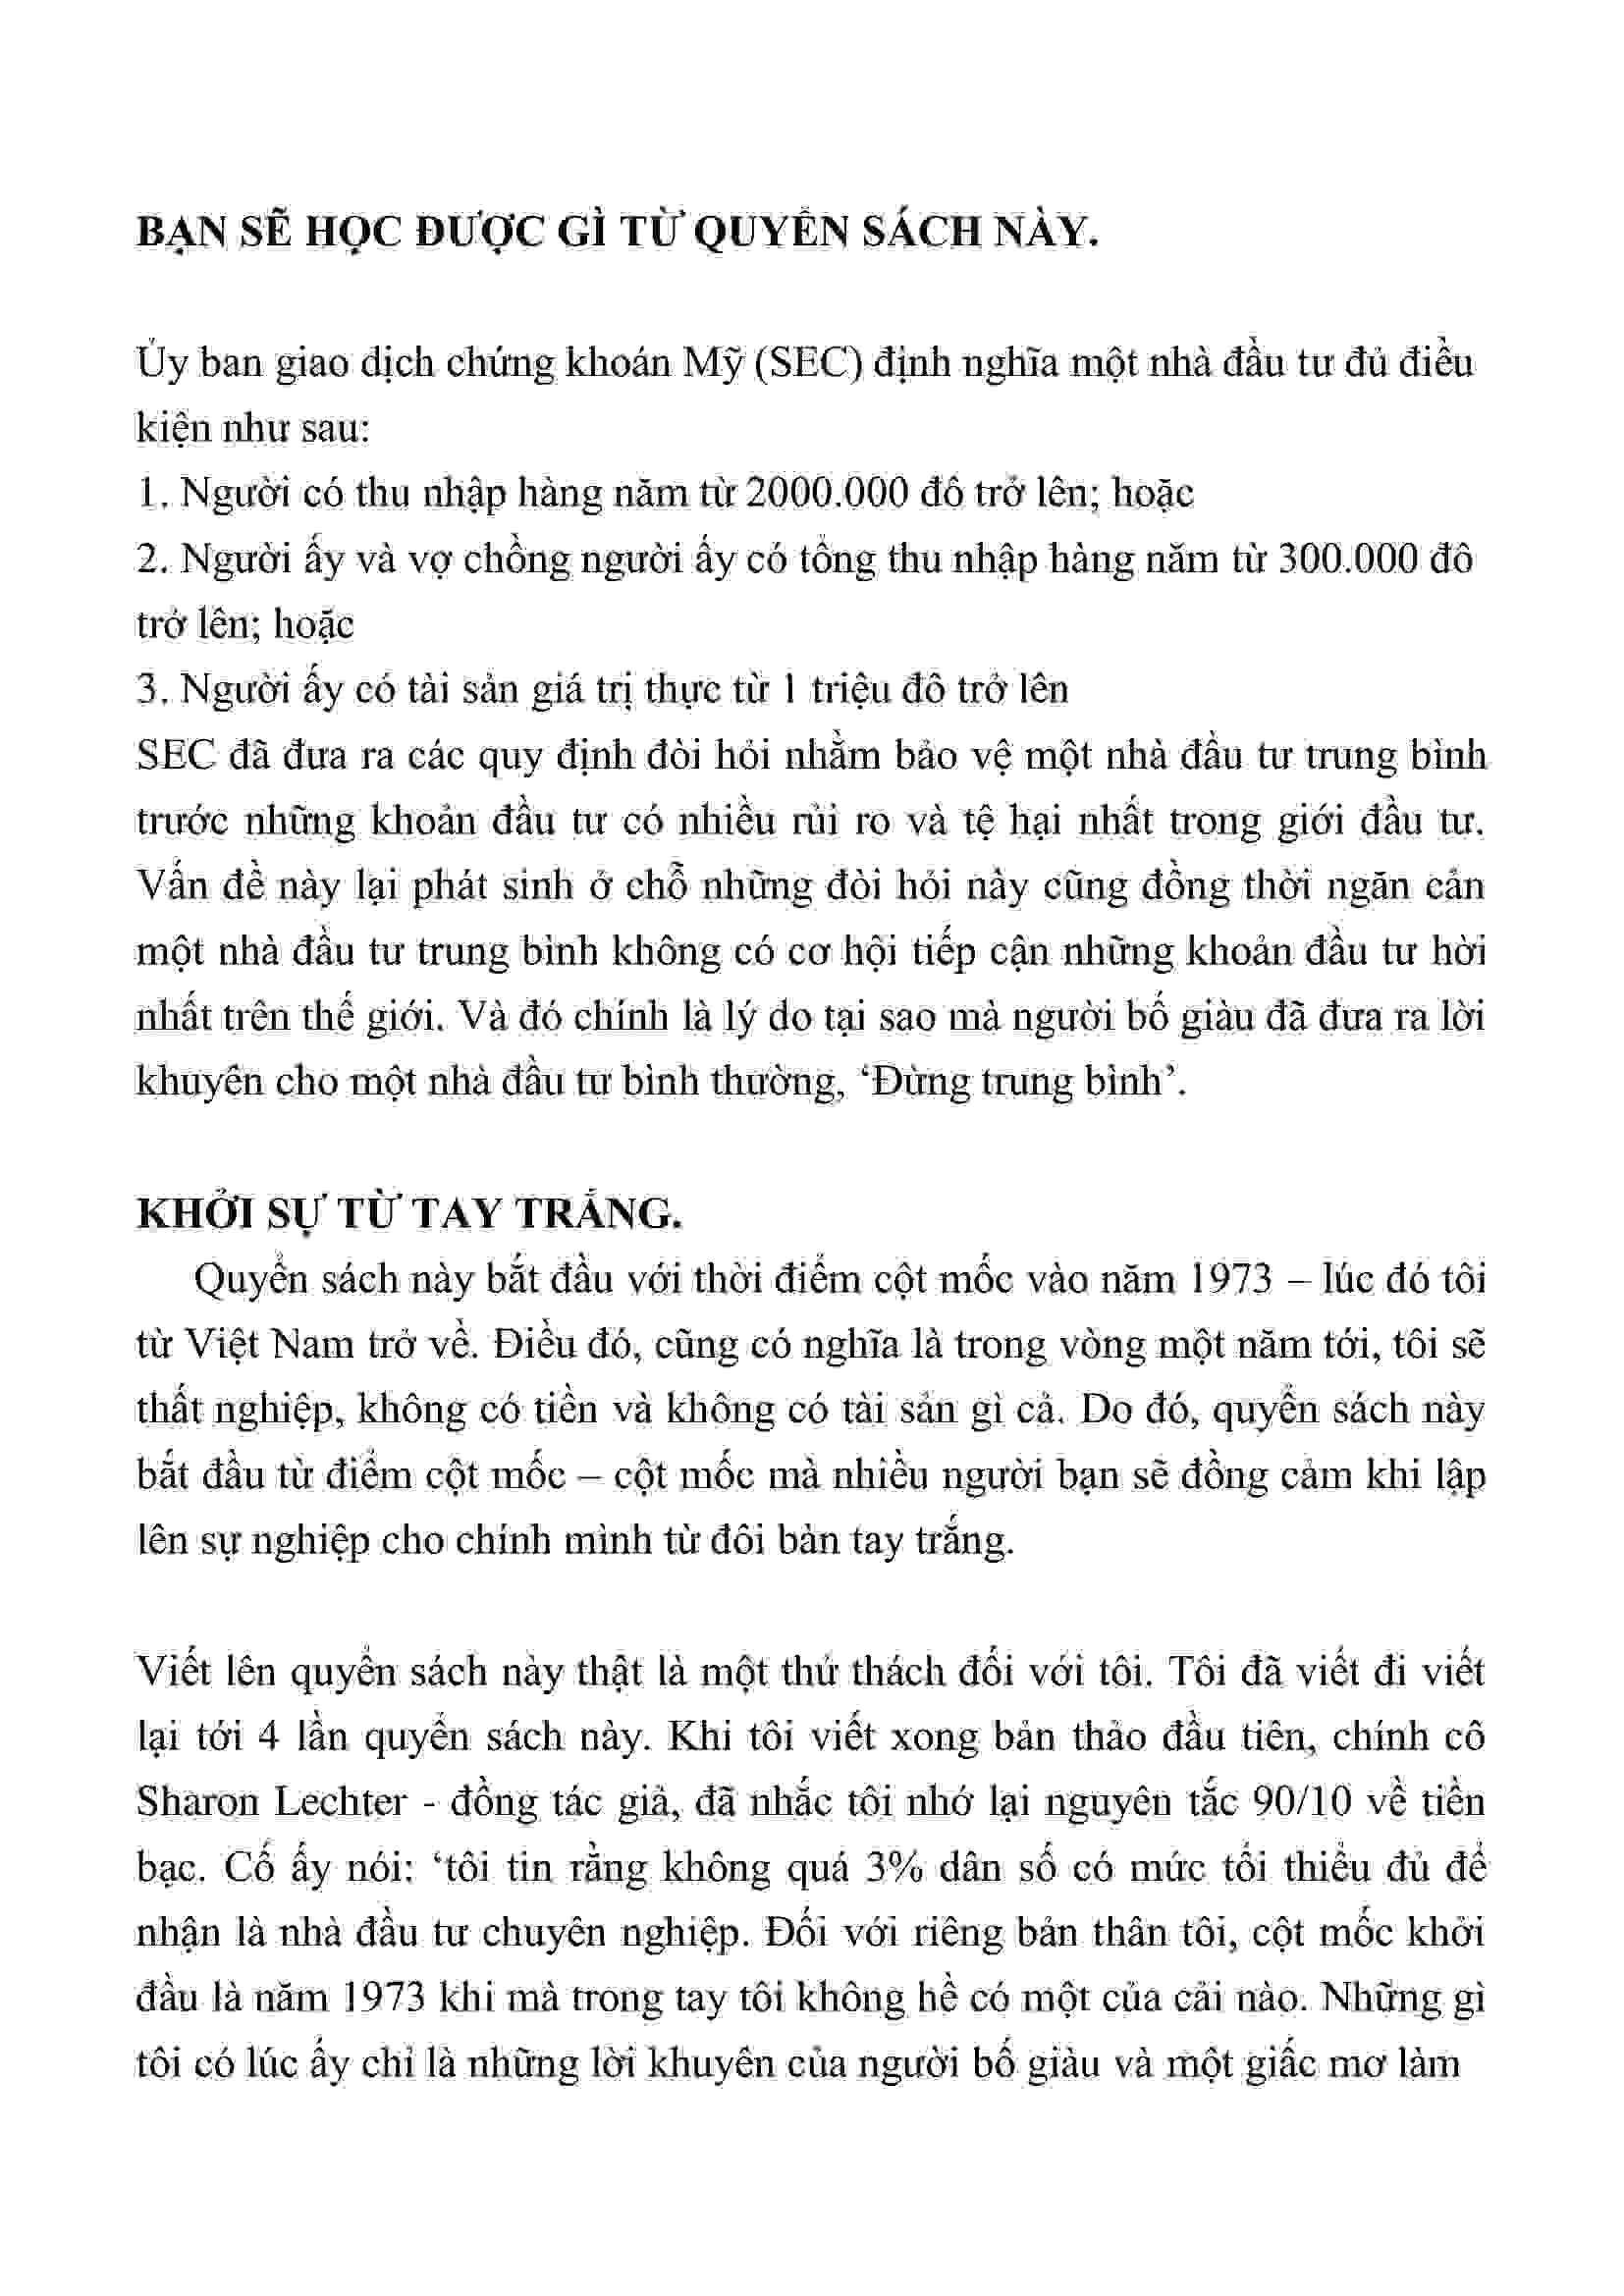 BẠN SẼ HỌC ĐƯỢC GÌ TỪ QUYỂN SÁCH NÀY.
Ủy ban giao dịch chứng khoán Mỹ (SEC) định nghĩa một nhà đầu tư đủ điều
kiện như sau:
1. Người có thu nhập hàng năm từ 2000.000 đô trở lên; hoặc
2. Người ấy và vợ chồng người ấy có tổng thu nhập hàng năm từ 300.000 đô
trở lên; hoặc
3. Người ấy có tài sản giá trị thực từ 1 triệu đô trở lên
SEC đã đưa ra các quy định đòi hỏi nhằm bảo vệ một nhà đầu tư trung bình
trước những khoản đầu tư có nhiều rủi ro và tệ hại nhất trong giới đầu tư.
Vấn đề này lại phát sinh ở chỗ những đòi hỏi này cũng đồng thời ngăn cản
một nhà đầu tư trung bình không có cơ hội tiếp cận những khoản đầu tư hời
nhất trên thế giới. Và đó chính là lý do tại sao mà người bố giàu đã đưa ra lời
khuyên cho một nhà đầu tư bình thường, ‘Đừng trung bình’.
KHỞI SỰ TỪ TAY TRẮNG.
Quyển sách này bắt đầu với thời điểm cột mốc vào năm 1973 – lúc đó tôi
từ Việt Nam trở về. Điều đó, cũng có nghĩa là trong vòng một năm tới, tôi sẽ
thất nghiệp, không có tiền và không có tài sản gì cả. Do đó, quyển sách này
bắt đầu từ điểm cột mốc – cột mốc mà nhiều người bạn sẽ đồng cảm khi lập
lên sự nghiệp cho chính mình từ đôi bàn tay trắng.
Viết lên quyển sách này thật là một thử thách đối với tôi. Tôi đã viết đi viết
lại tới 4 lần quyển sách này. Khi tôi viết xong bản thảo đầu tiên, chính cô
Sharon Lechter - đồng tác giả, đã nhắc tôi nhớ lại nguyên tắc 90/10 về tiền
bạc. Cố ấy nói: ‘tôi tin rằng không quá 3% dân số có mức tối thiểu đủ để
nhận là nhà đầu tư chuyên nghiệp. Đối với riêng bản thân tôi, cột mốc khởi
đầu là năm 1973 khi mà trong tay tôi không hề có một của cải nào. Những gì
tôi có lúc ấy chỉ là những lời khuyên của người bố giàu và một giấc mơ làm